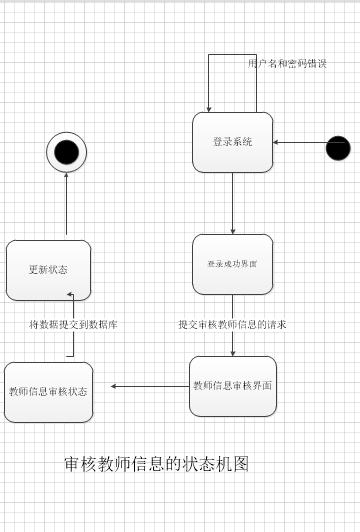 用户名和密码错误
登录系统
更新状态
登录成功界面
将数据提交到数据库
提交审核教师信息的请求
教师信息审核状态
教师信息审核界面
审核教师信息的状态机图